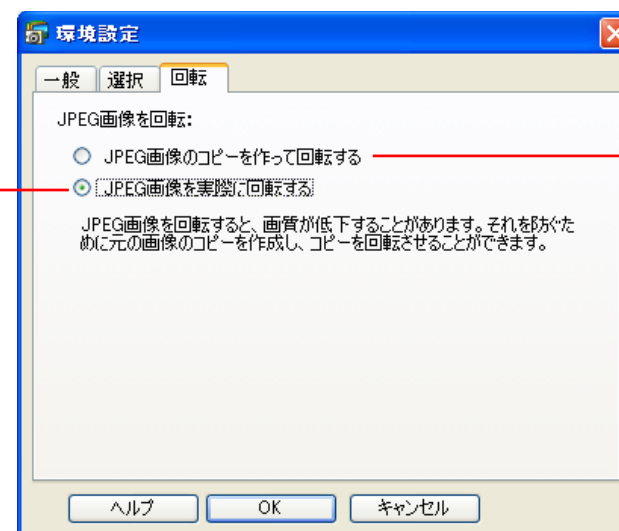 環境設定
一般 選択 回転
JPEG画像を回転:
JPEG画像のコピーを作って回転する
JPEG画像を実際に回転する
JPEG画像を回転すると、画質が低下することがあります。それを防ぐた
めに元の画像のコピーを作成し、コピーを回転させることができます。
ヘルプ OK キャンセル